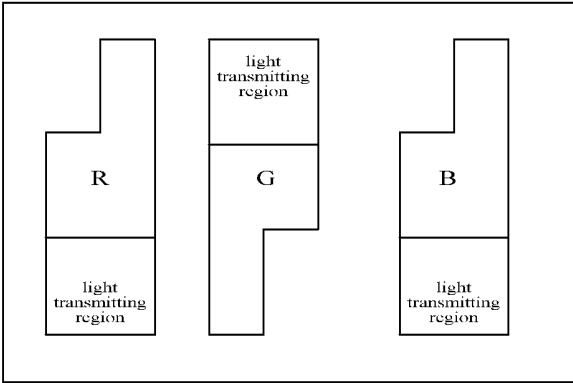 light
transmitting
region
R
G
B
light
transmitting
region
light
transmitting
region